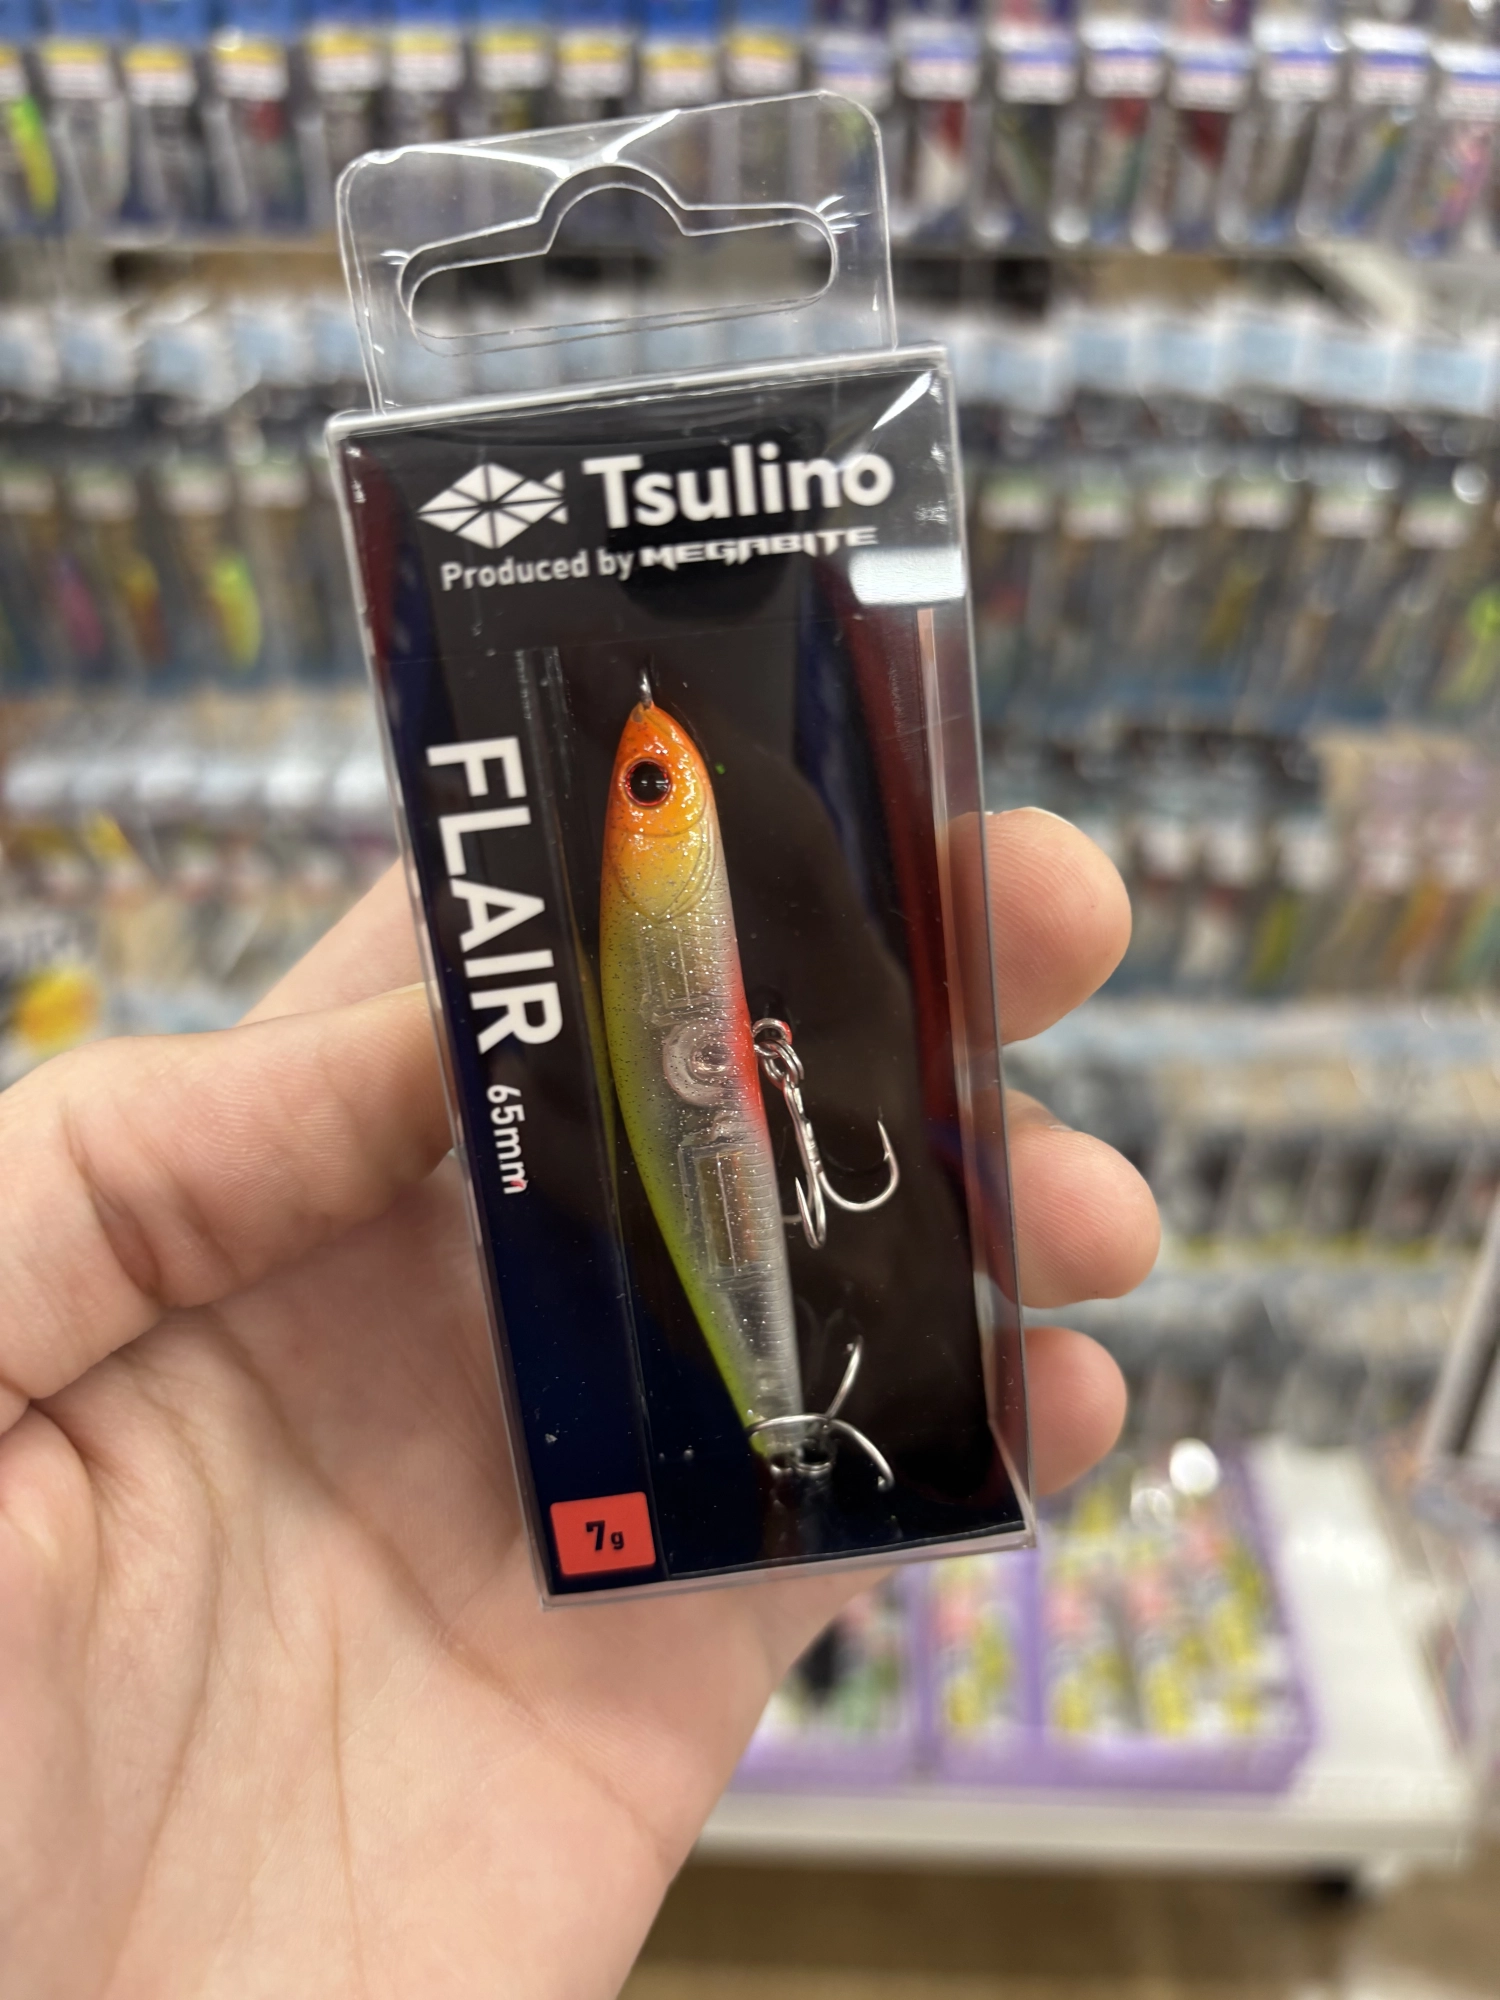 Tsulino
Produced by MEGABITE
FLAIR 65mm
7g